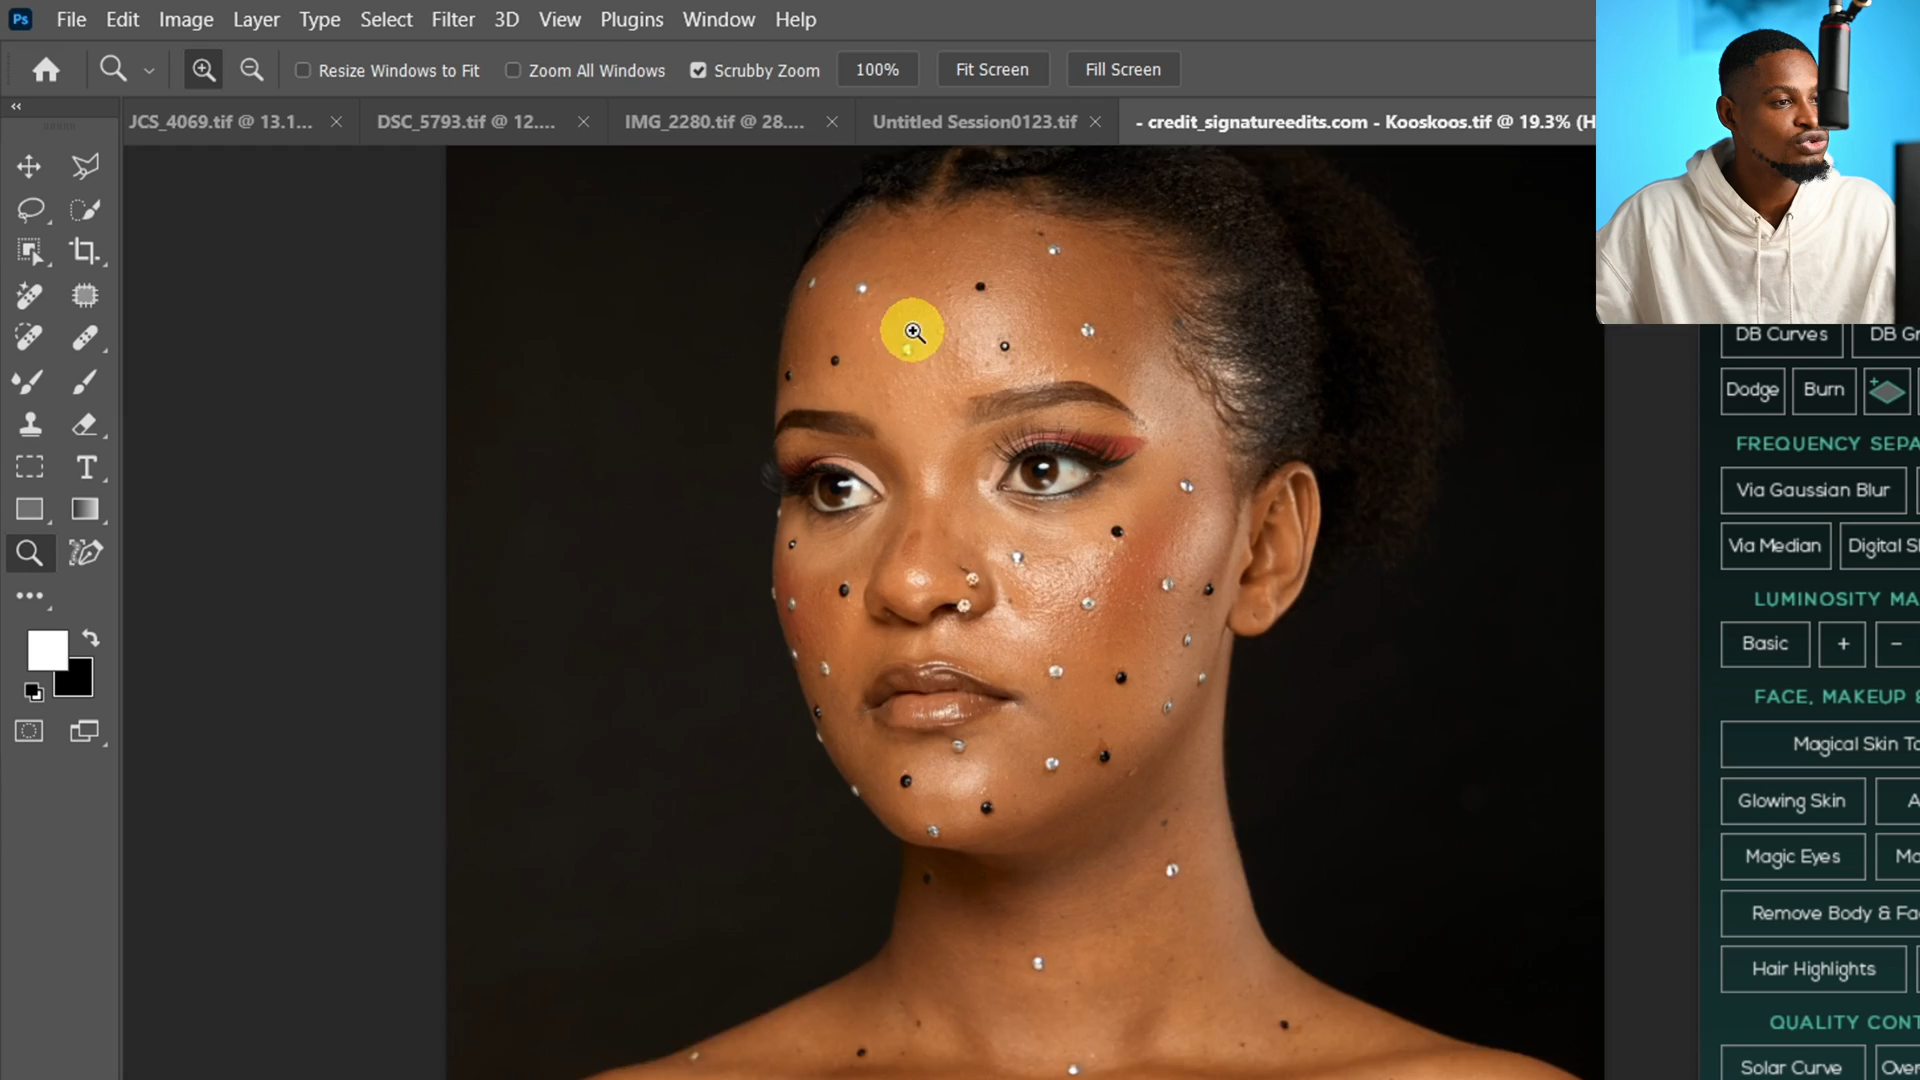 Ps File Edit Image Layer Type Select Filter 3D View Plugins Window Help
Resize Windows to Fit Zoom All Windows Scrubby Zoom 100% Fit Screen Fill Screen
JCS_4069.tif @ 13.1... × DSC_5793.tif @ 12.... × IMG_2280.tif @ 28.... × Untitled Session0123.tif × - credit_signatureedits.com - Kooskoos.tif @ 19.3% (H
DB Curves DB Gr
Dodge Burn
FREQUENCY SEPA
Via Gaussian Blur
Via Median Digital S
LUMINOSITY MA
Basic + −
FACE, MAKEUP &
Magical Skin To
Glowing Skin A
Magic Eyes Ma
Remove Body & Fa
Hair Highlights
QUALITY CONT
Solar Curve Over
T